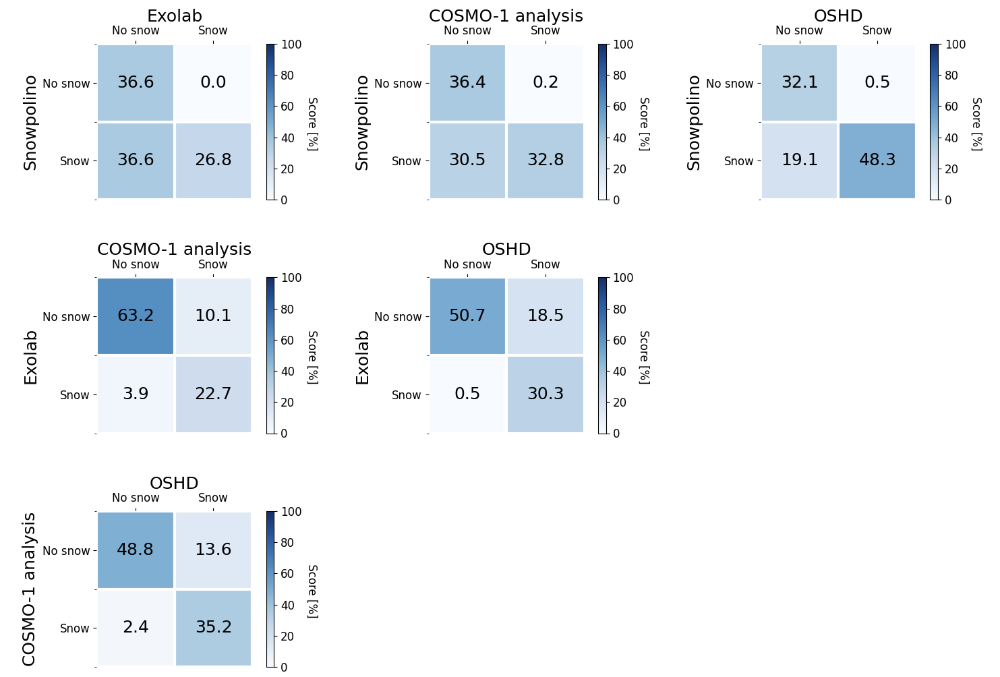 Exolab
No snow Snow
Snowpolino
No snow 36.6 0.0
Snow 36.6 26.8
100
80
60
40
20
0
Score [%]
COSMO-1 analysis
No snow Snow
Snowpolino
No snow 36.4 0.2
Snow 30.5 32.8
100
80
60
40
20
0
Score [%]
OSHD
No snow Snow
Snowpolino
No snow 32.1 0.5
Snow 19.1 48.3
100
80
60
40
20
0
Score [%]
COSMO-1 analysis
No snow Snow
Exolab
No snow 63.2 10.1
Snow 3.9 22.7
100
80
60
40
20
0
Score [%]
OSHD
No snow Snow
Exolab
No snow 50.7 18.5
Snow 0.5 30.3
100
80
60
40
20
0
Score [%]
OSHD
No snow Snow
COSMO-1 analysis
No snow 48.8 13.6
Snow 2.4 35.2
100
80
60
40
20
0
Score [%]